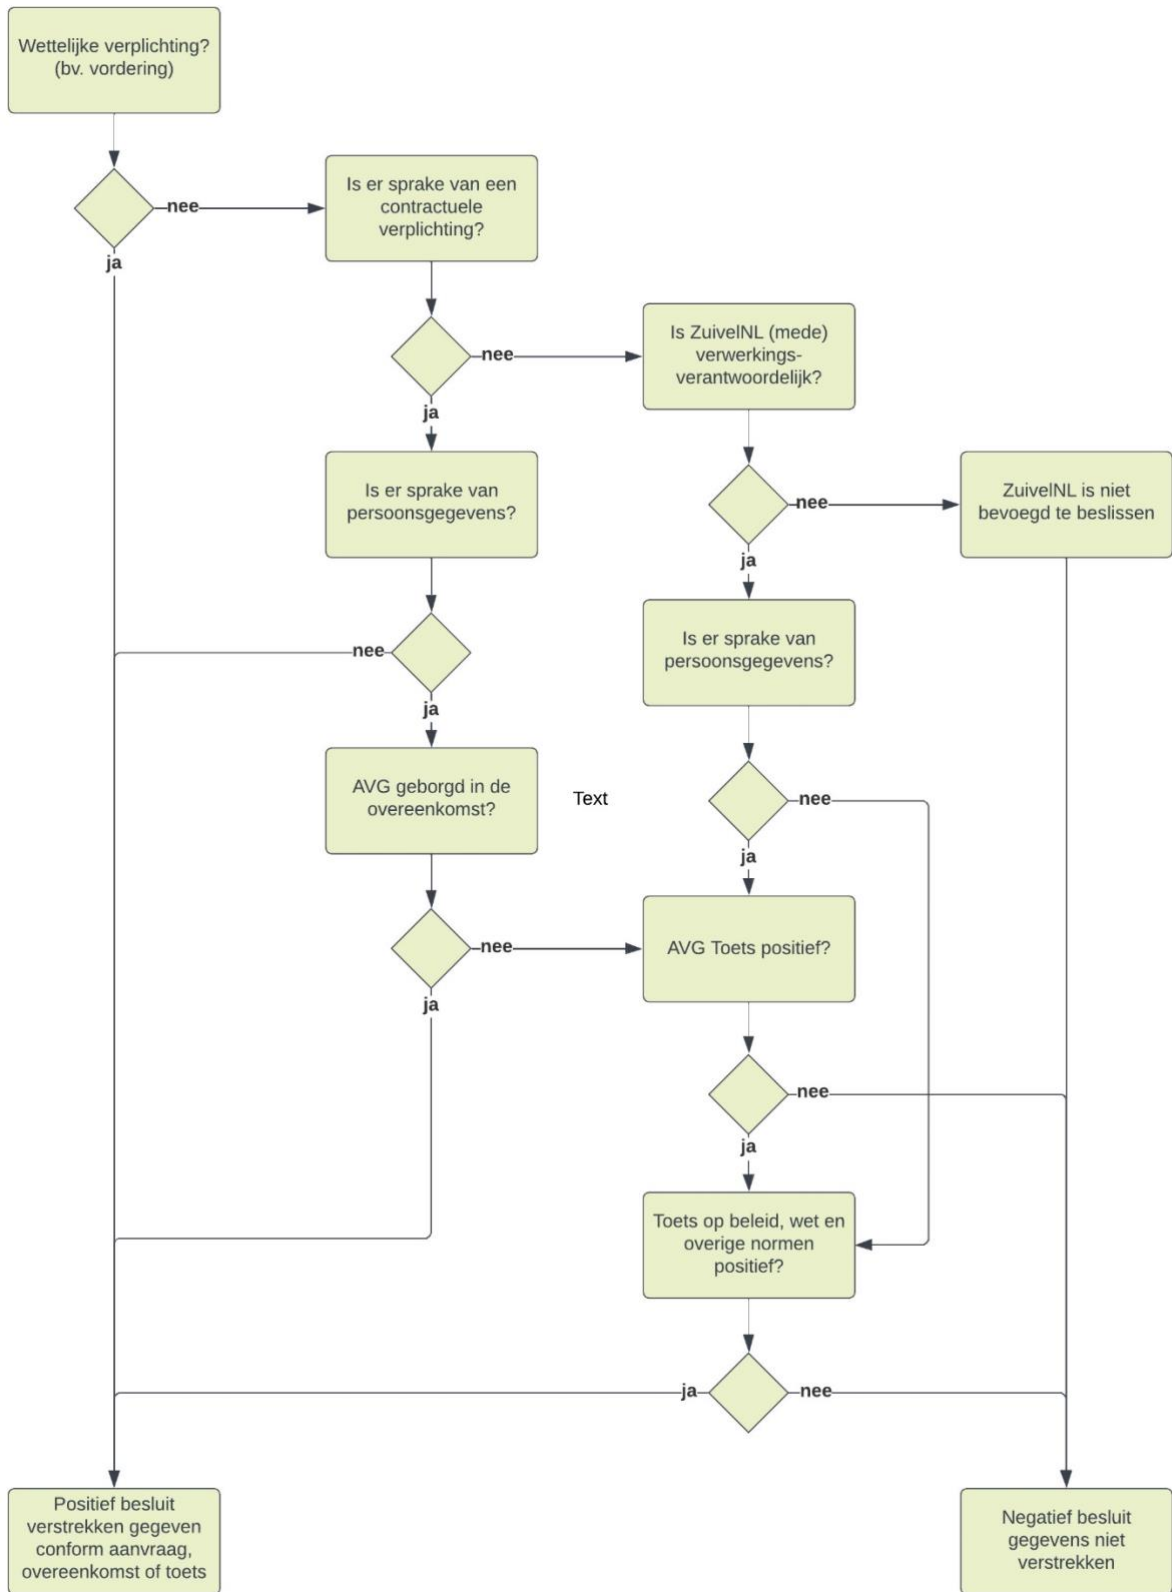 Wettelijke verplichting?
(bv. vordering)
nee
ja
Is er sprake van een
contractuele
verplichting?
nee
ja
Is ZuivelNL (mede)
verwerkings-
verantwoordelijk?
nee
ja
ZuivelNL is niet
bevoegd te beslissen
Is er sprake van
persoonsgegevens?
nee
ja
Is er sprake van
persoonsgegevens?
nee
ja
AVG geborgd in de
overeenkomst?
Text
nee
ja
AVG Toets positief?
nee
ja
Toets op beleid, wet en
overige normen
positief?
ja
nee
Positief besluit
verstrekken gegeven
conform aanvraag,
overeenkomst of toets
Negatief besluit
gegevens niet
verstrekken